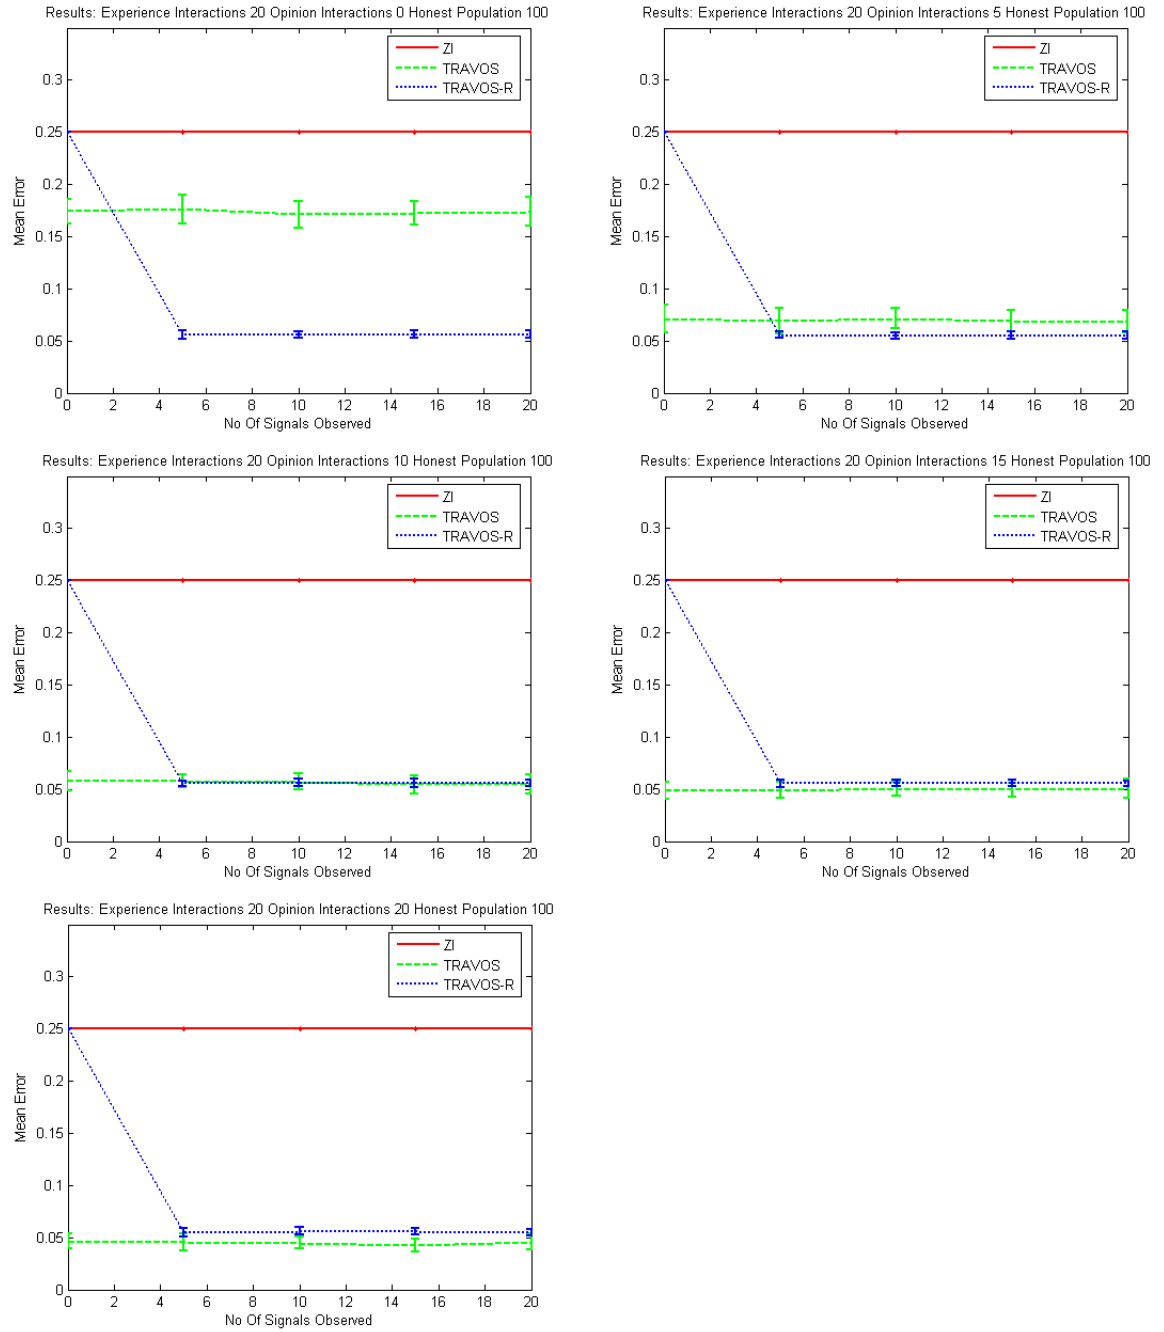 Results: Experience Interactions 20 Opinion Interactions 0 Honest Population 100
ZI
TRAVOS
TRAVOS-R
0.3
0.25
0.2
0.15
0.1
0.05
0
Mean Error
0 2 4 6 8 10 12 14 16 18 20
No Of Signals Observed
Results: Experience Interactions 20 Opinion Interactions 5 Honest Population 100
ZI
TRAVOS
TRAVOS-R
0.3
0.25
0.2
0.15
0.1
0.05
0
Mean Error
0 2 4 6 8 10 12 14 16 18 20
No Of Signals Observed
Results: Experience Interactions 20 Opinion Interactions 10 Honest Population 100
ZI
TRAVOS
TRAVOS-R
0.3
0.25
0.2
0.15
0.1
0.05
0
Mean Error
0 2 4 6 8 10 12 14 16 18 20
No Of Signals Observed
Results: Experience Interactions 20 Opinion Interactions 15 Honest Population 100
ZI
TRAVOS
TRAVOS-R
0.3
0.25
0.2
0.15
0.1
0.05
0
Mean Error
0 2 4 6 8 10 12 14 16 18 20
No Of Signals Observed
Results: Experience Interactions 20 Opinion Interactions 20 Honest Population 100
ZI
TRAVOS
TRAVOS-R
0.3
0.25
0.2
0.15
0.1
0.05
0
Mean Error
0 2 4 6 8 10 12 14 16 18 20
No Of Signals Observed